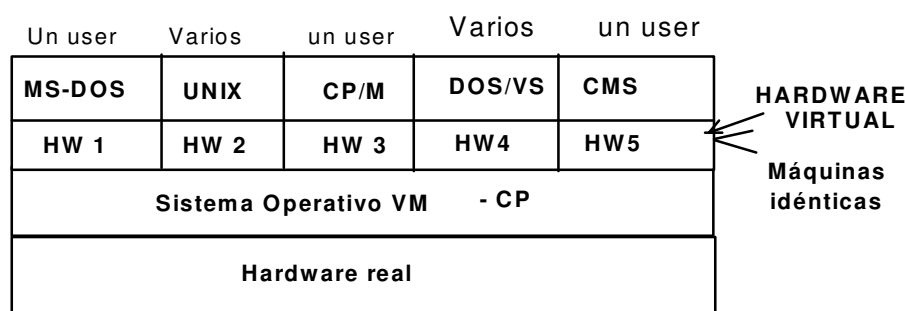 Un user Varios un user Varios un user
MS-DOS UNIX CP/M DOS/VS CMS
HW 1 HW 2 HW 3 HW4 HW5
HARDWARE
VIRTUAL
Máquinas
idénticas
Sistema Operativo VM - CP
Hardware real